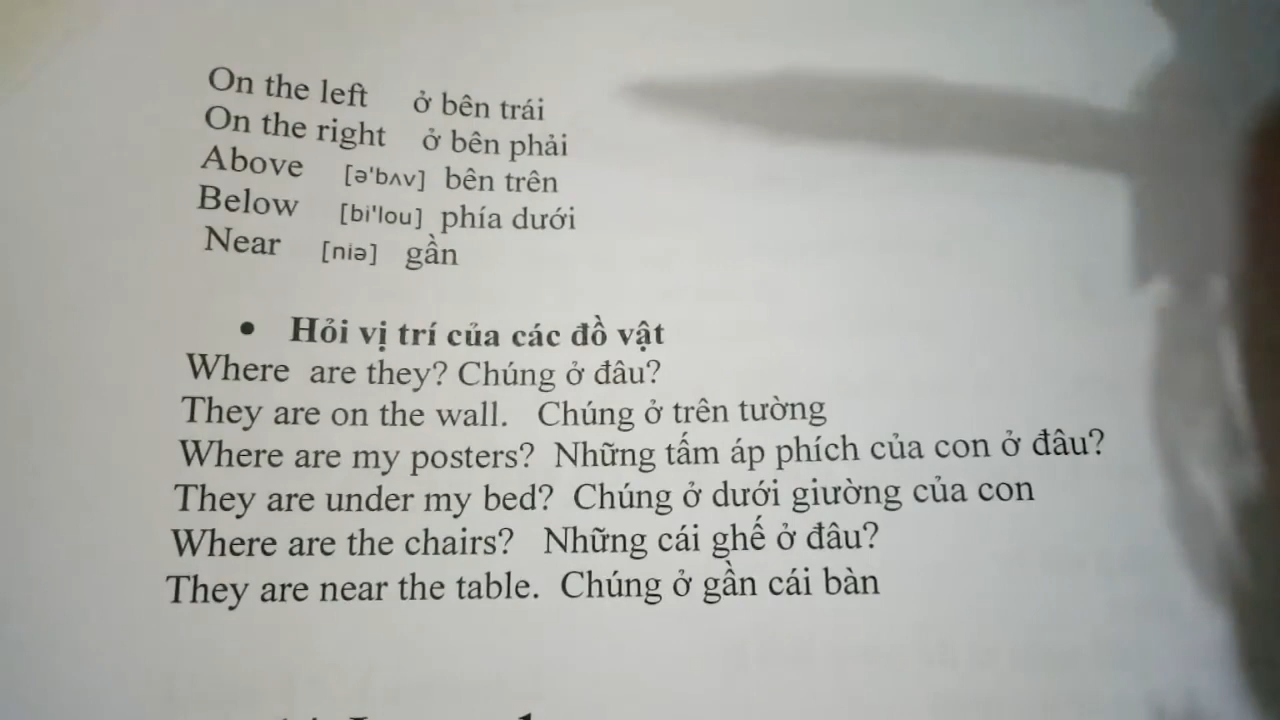 On the left ở bên trái
On the right ở bên phải
Above [ə'bʌv] bên trên
Below [bi'lou] phía dưới
Near [niə] gần
• Hỏi vị trí của các đồ vật
Where are they? Chúng ở đâu?
They are on the wall. Chúng ở trên tường
Where are my posters? Những tấm áp phích của con ở đâu?
They are under my bed? Chúng ở dưới giường của con
Where are the chairs? Những cái ghế ở đâu?
They are near the table. Chúng ở gần cái bàn